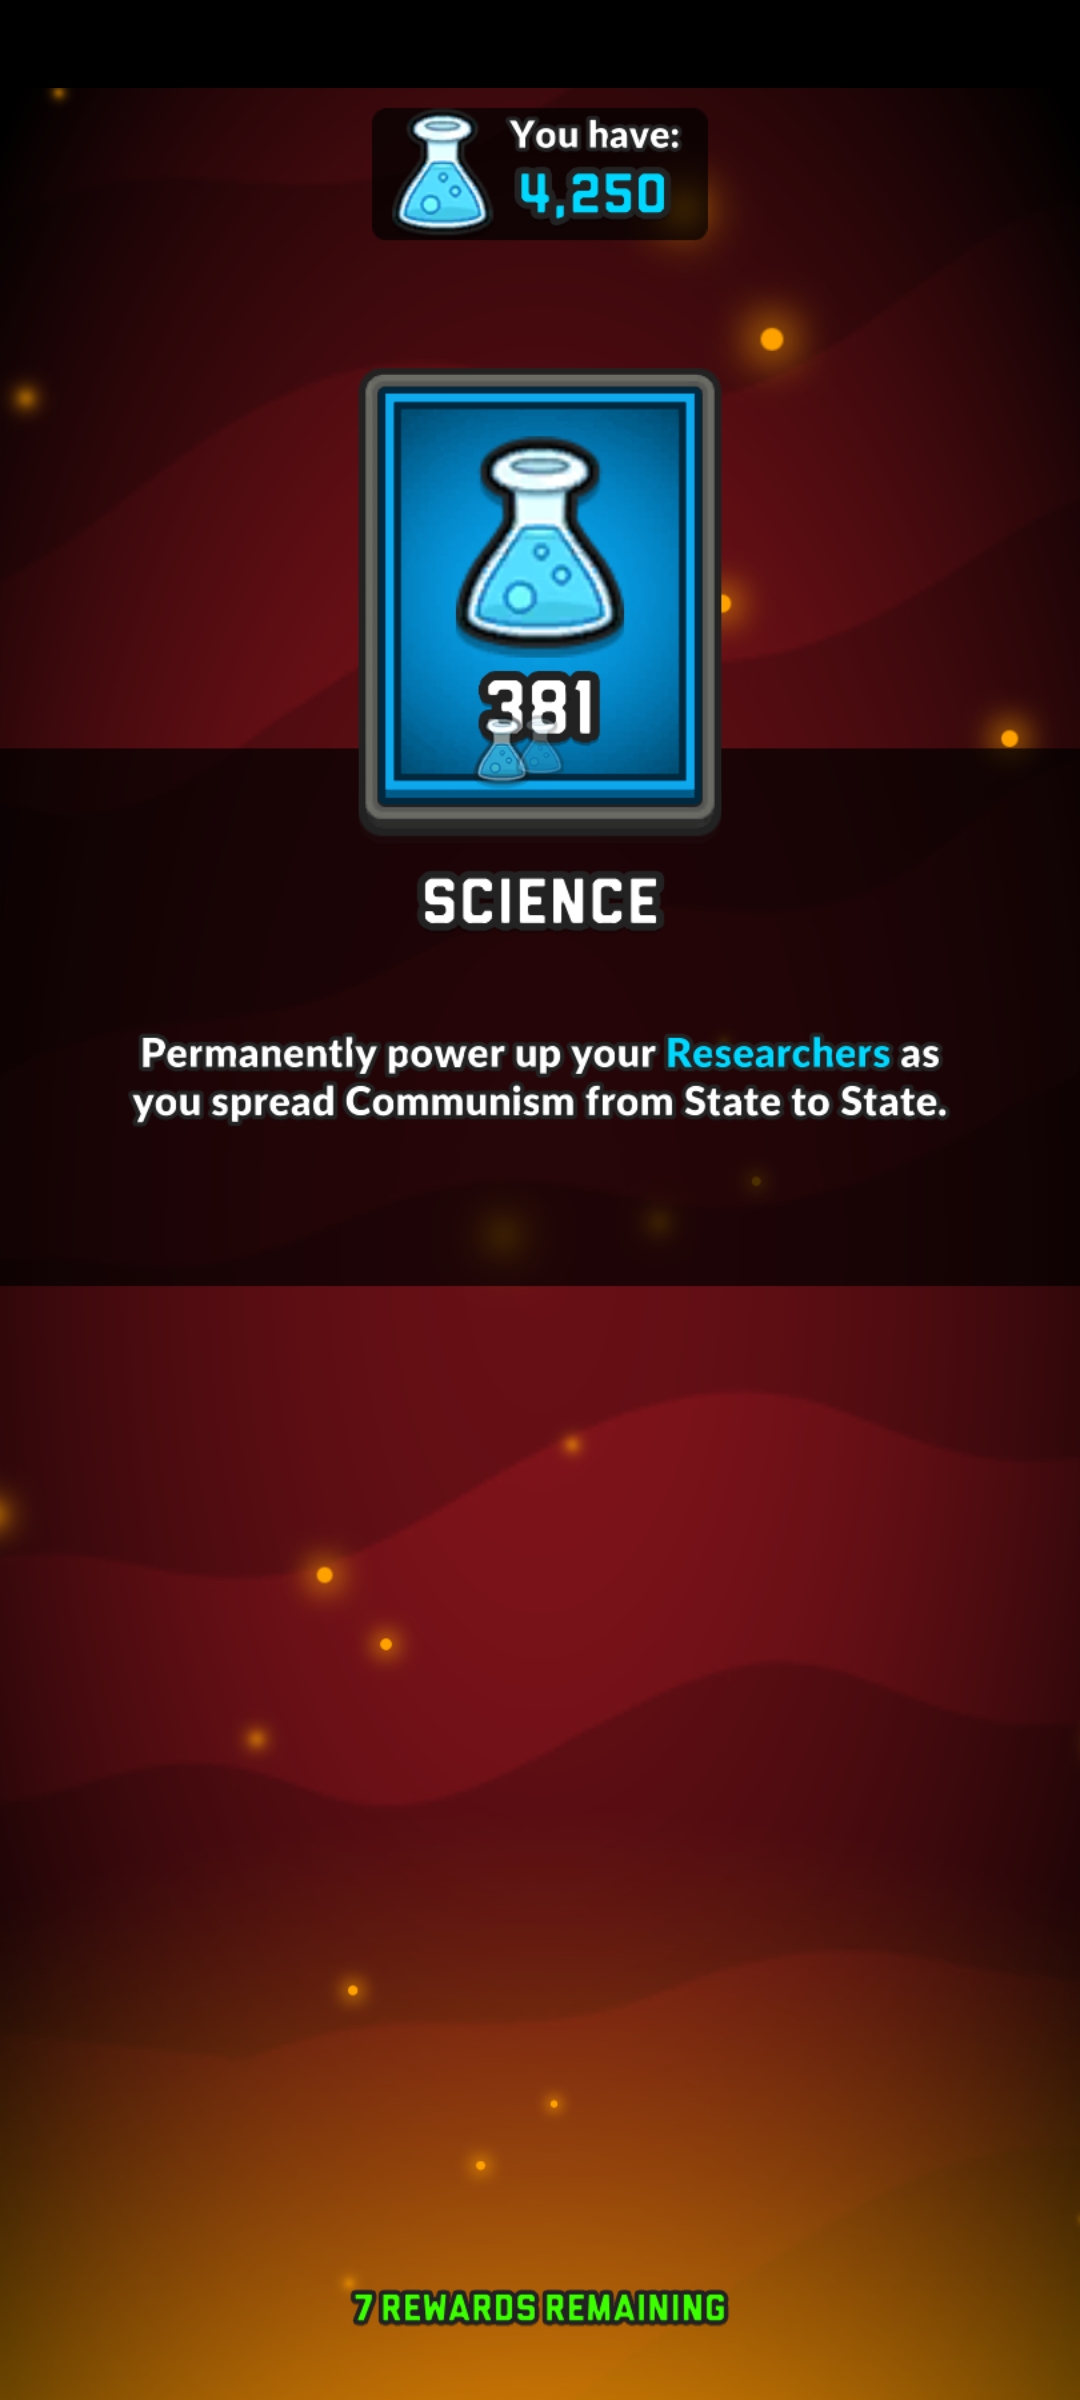 You have:
4,250
381
SCIENCE
Permanently power up your Researchers as
you spread Communism from State to State.
7 REWARDS REMAINING